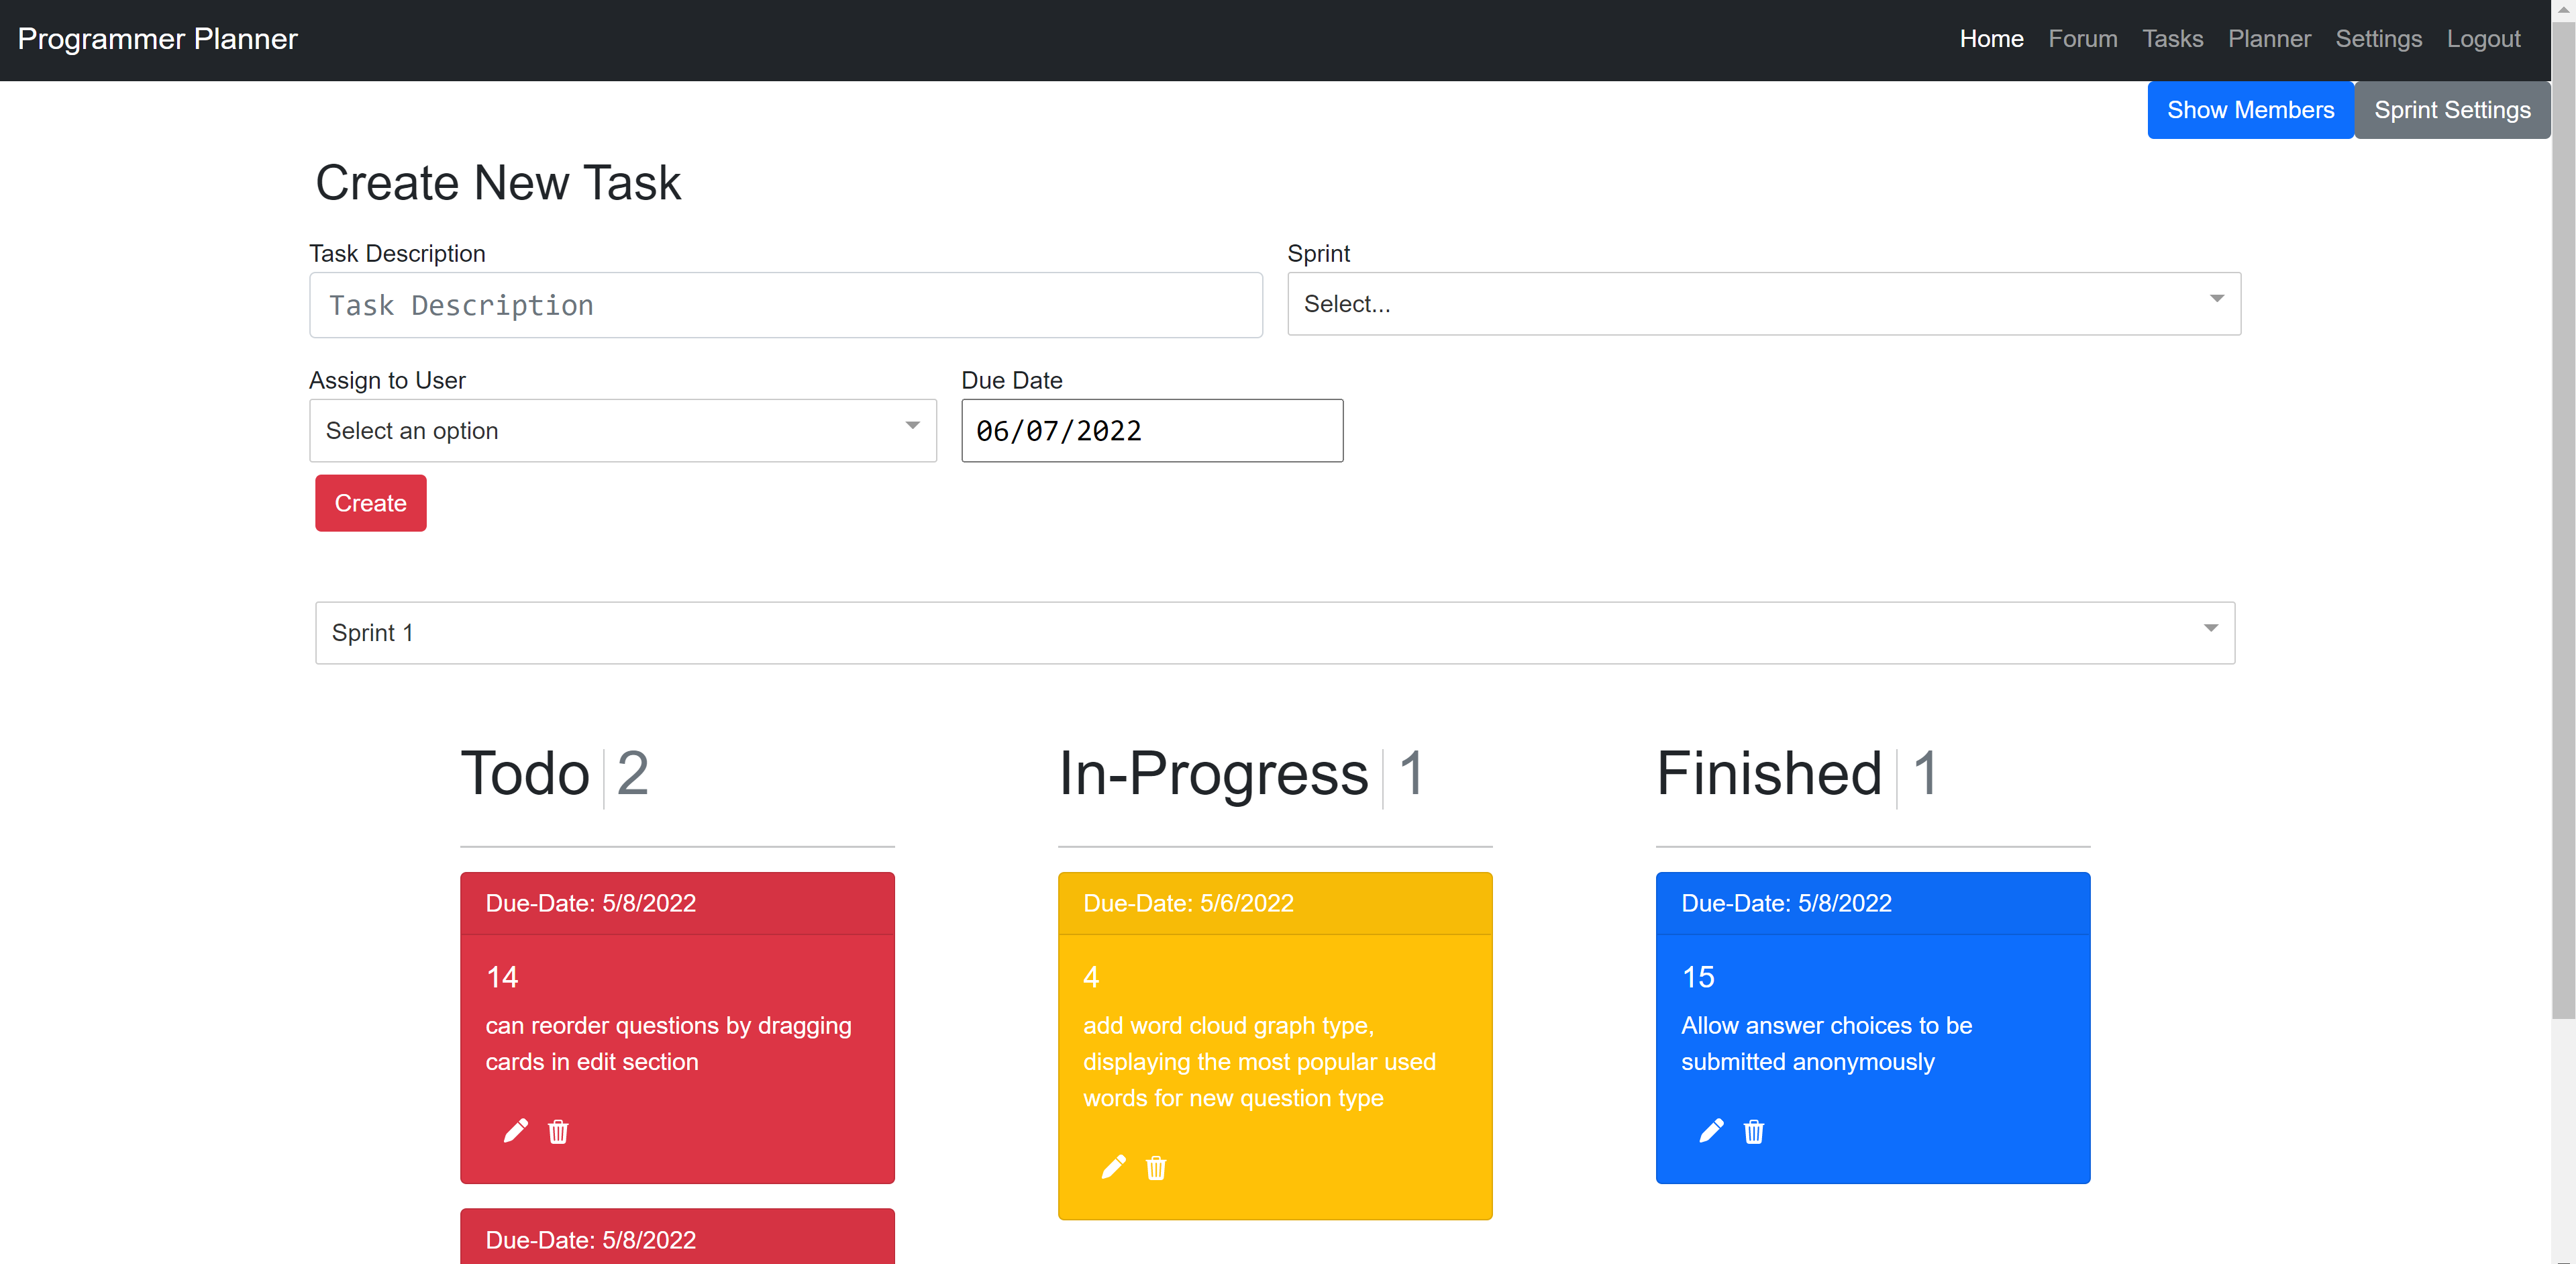 Programmer Planner
Home Forum Tasks Planner Settings Logout
Show Members Sprint Settings
Create New Task
Task Description
Task Description
Sprint
Select...
Assign to User
Select an option
Due Date
06/07/2022
Create
Sprint 1
Todo 2
Due-Date: 5/8/2022
14
can reorder questions by dragging
cards in edit section
Due-Date: 5/8/2022
In-Progress 1
Due-Date: 5/6/2022
4
add word cloud graph type,
displaying the most popular used
words for new question type
Finished 1
Due-Date: 5/8/2022
15
Allow answer choices to be
submitted anonymously